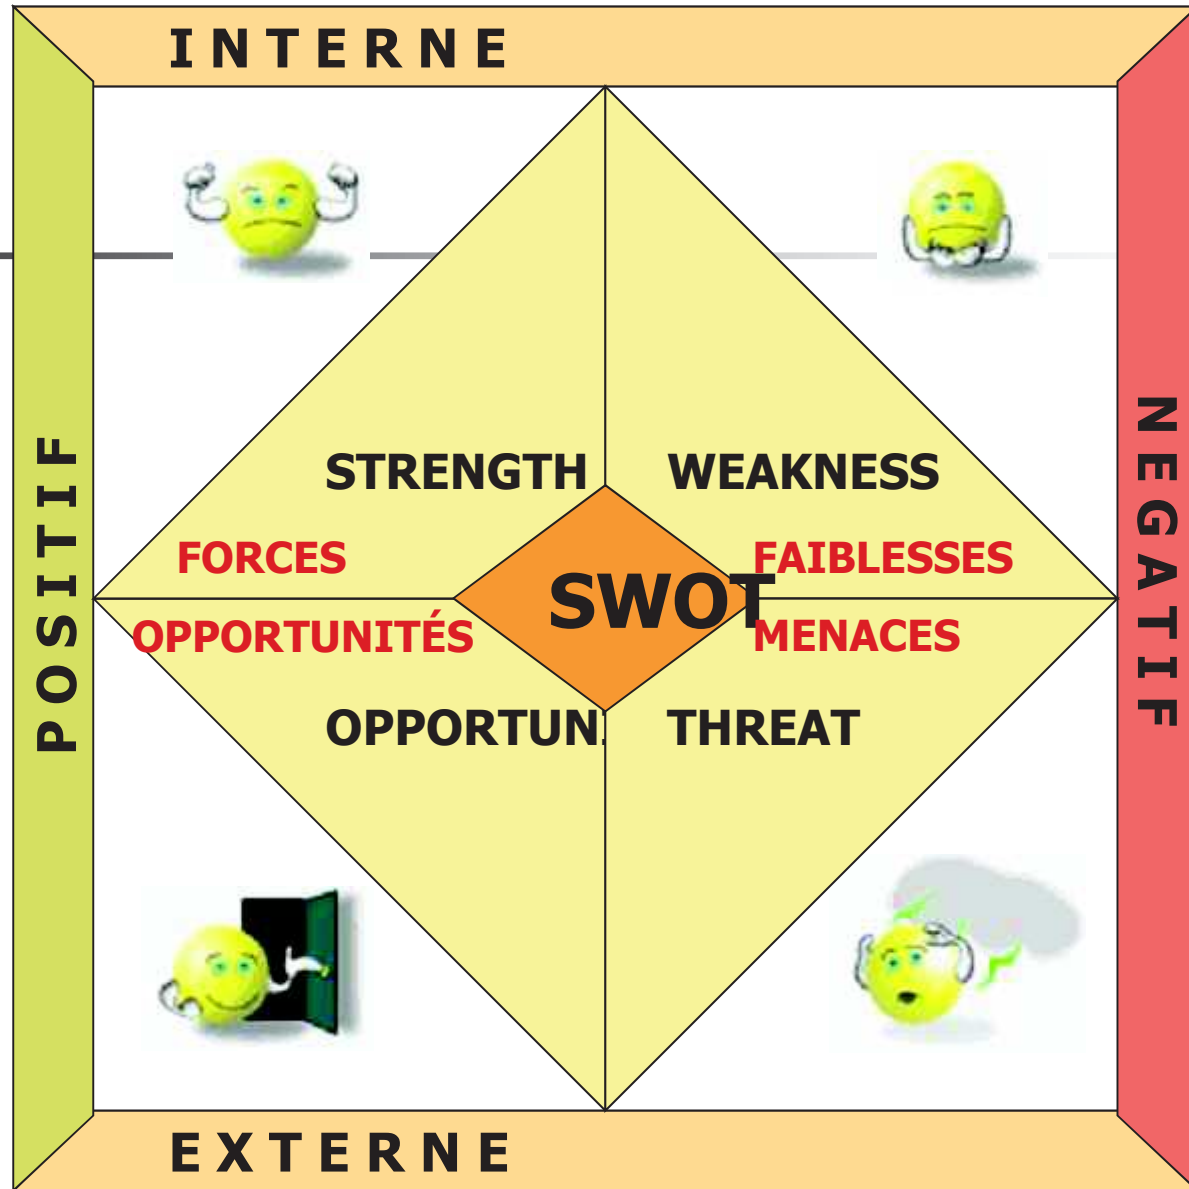 INTERNE
POSITIF
NEGATIF
STRENGTH
WEAKNESS
FORCES
FAIBLESSES
SWOT
OPPORTUNITÉS
MENACES
OPPORTUN
THREAT
EXTERNE